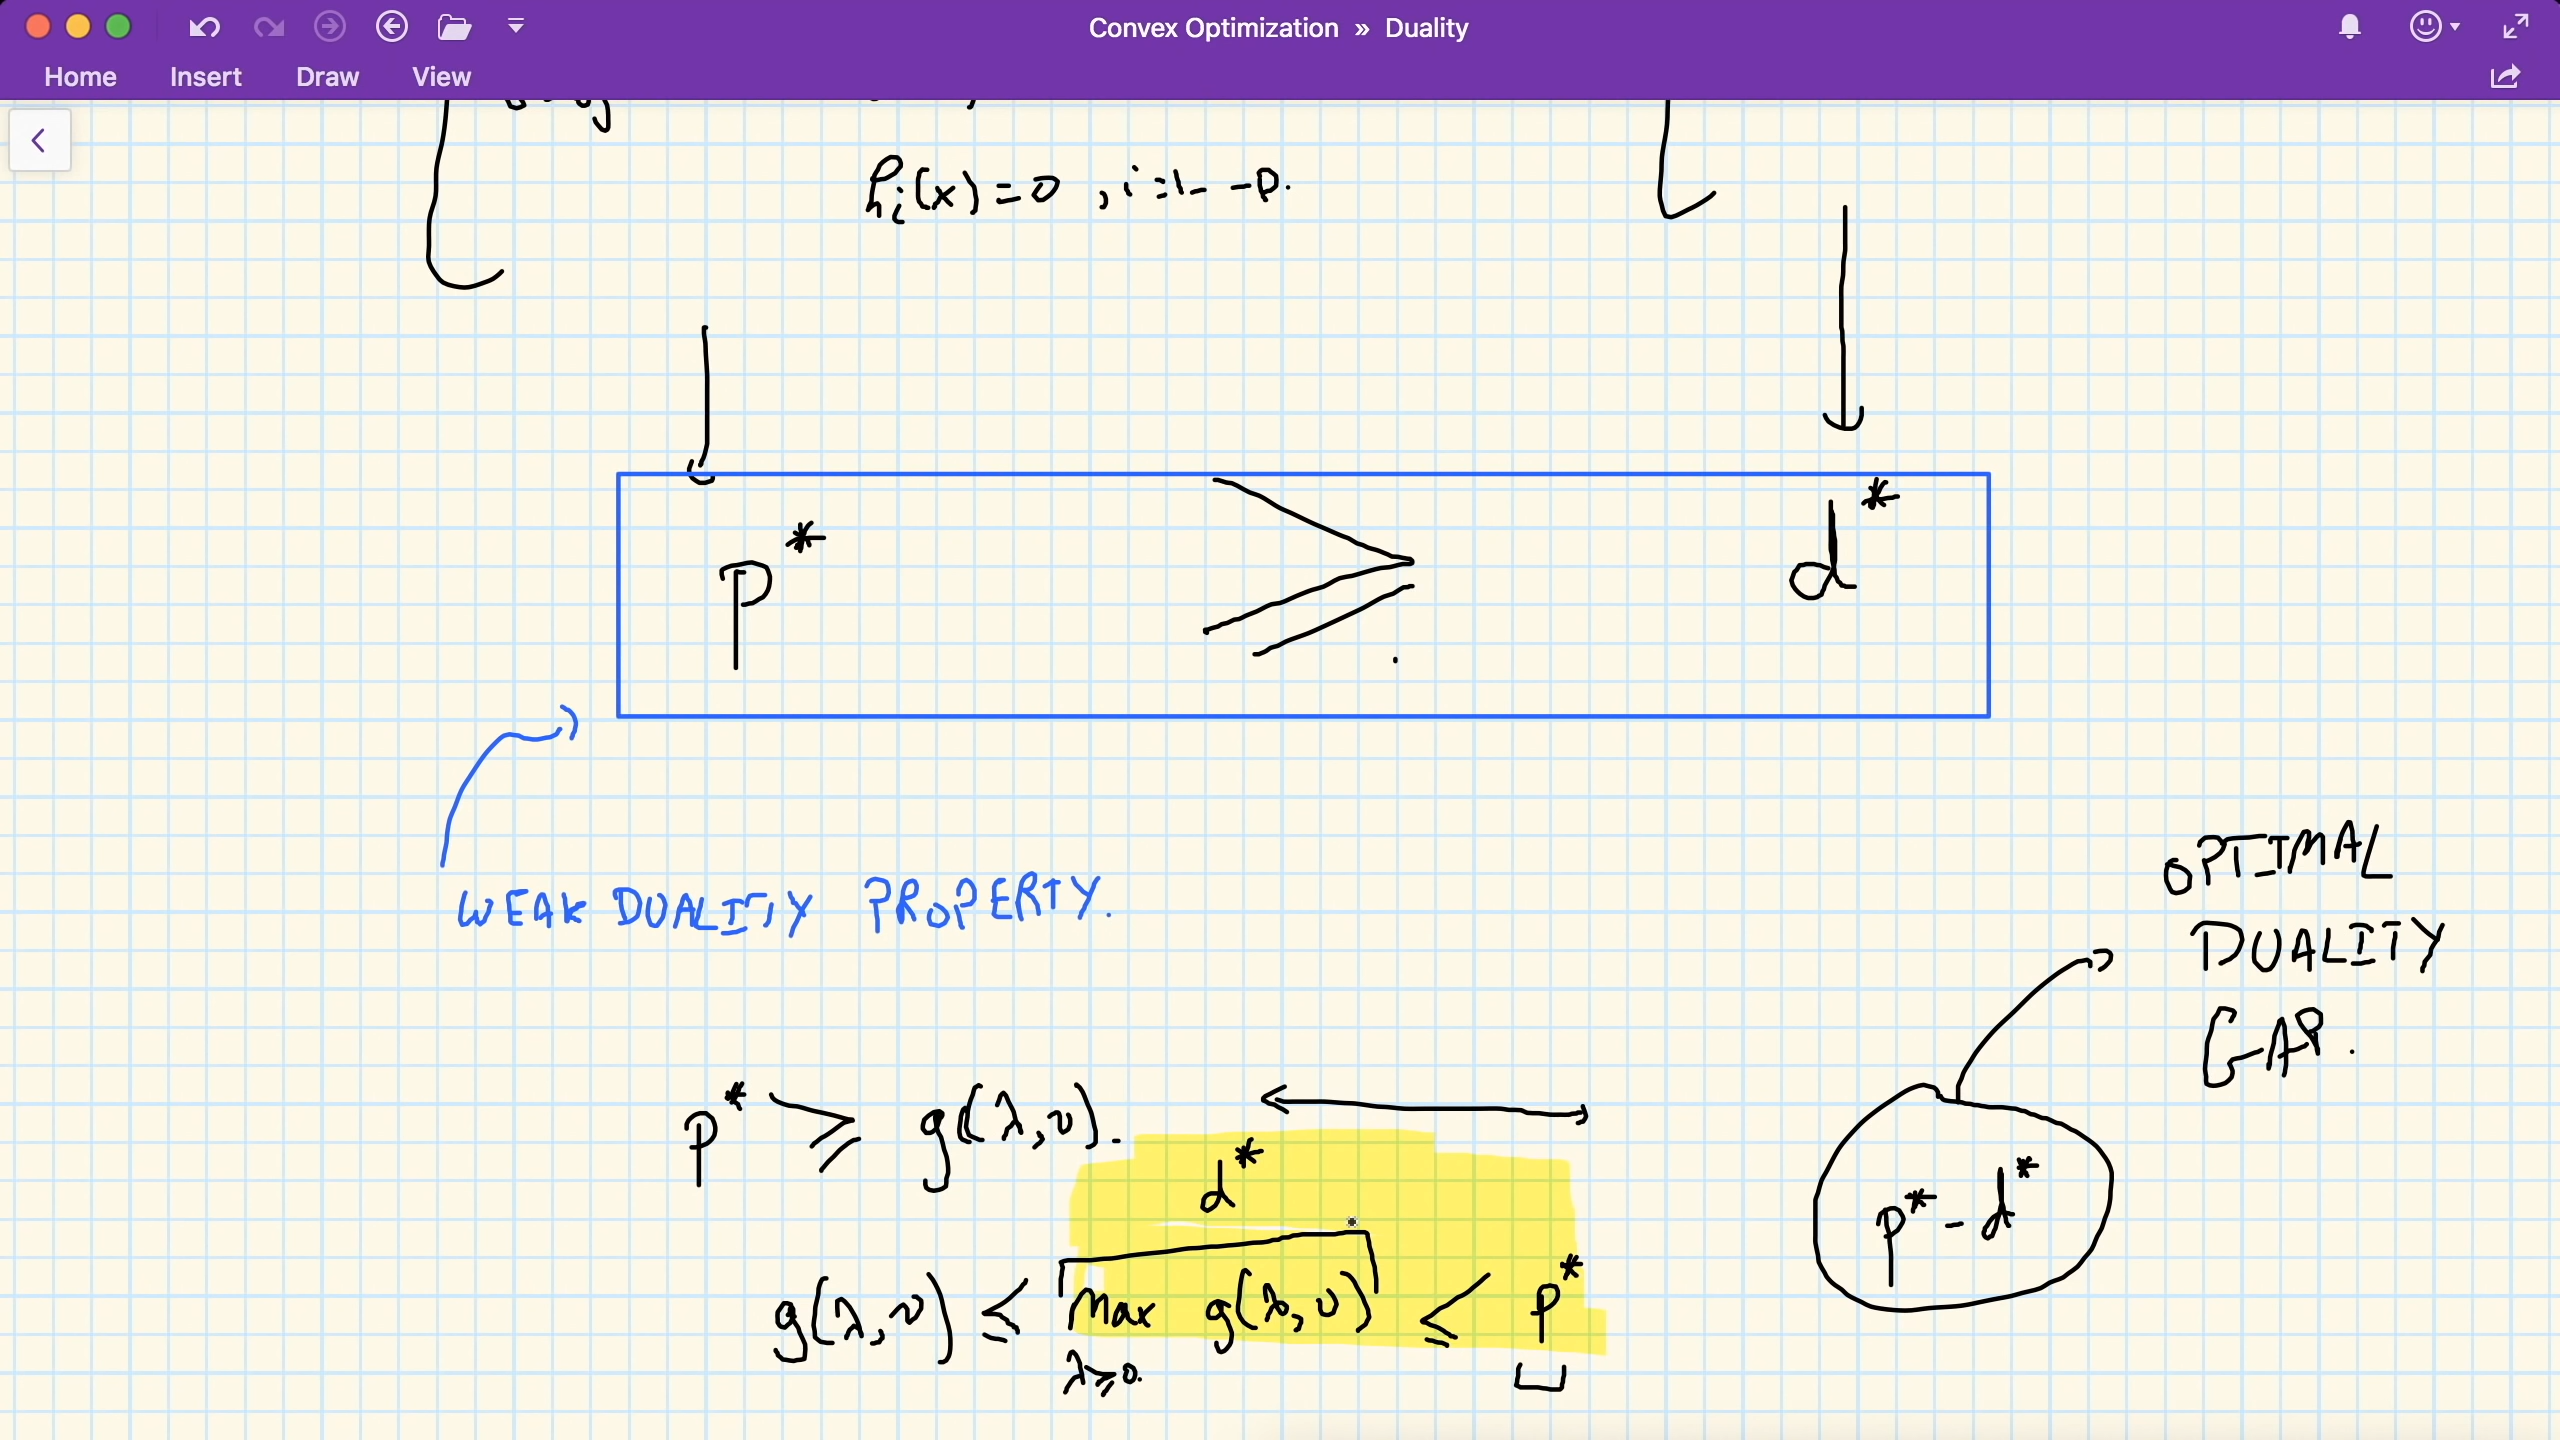 Convex Optimization » Duality
Home Insert Draw View
hᵢ(x) = 0 , i = 1 - - p.
p* ≥ d*
WEAK DUALITY PROPERTY.
OPTIMAL
DUALITY
GAP.
p* ≥ g(λ,ν).
d*
p* - d*
g(λ,ν) ≤ max g(λ,ν) ≤ p*
λ ≥ 0.